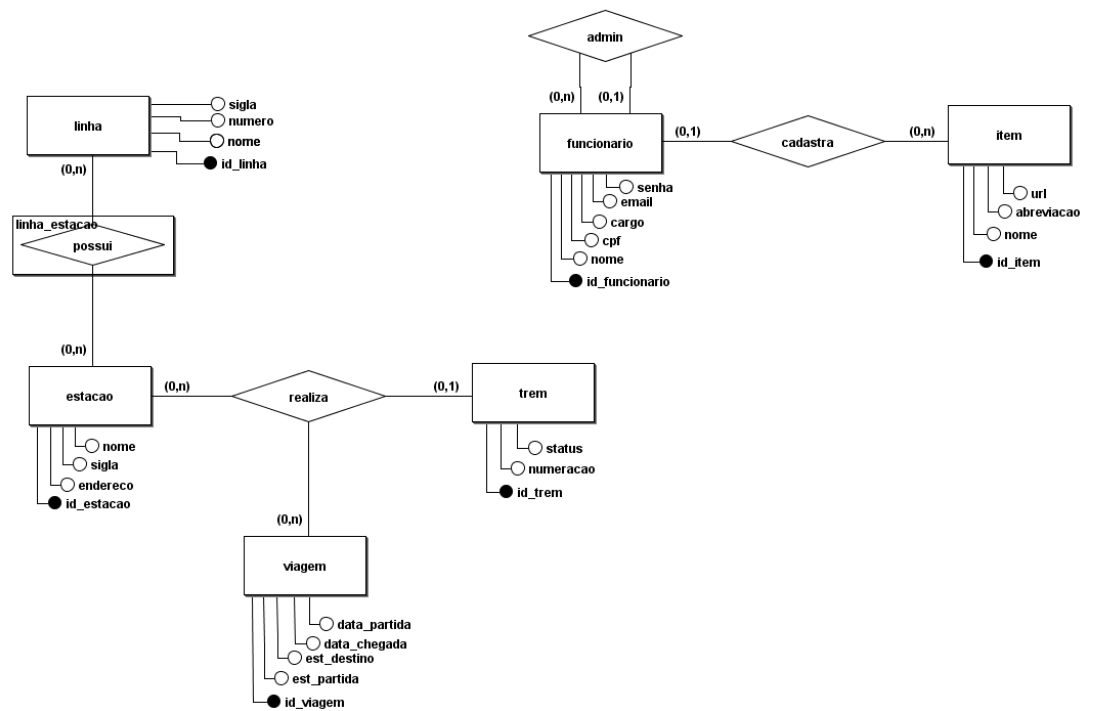 admin
(0,n)
(0,1)
linha
sigla
numero
nome
id_linha
(0,n)
funcionario
(0,1)
cadastra
(0,n)
item
senha
email
cargo
cpf
nome
id_funcionario
url
abreviacao
nome
id_item
linha_estacao
possui
(0,n)
estacao
(0,n)
realiza
(0,1)
trem
nome
sigla
endereco
id_estacao
status
numeracao
id_trem
(0,n)
viagem
data_partida
data_chegada
est_destino
est_partida
id_viagem